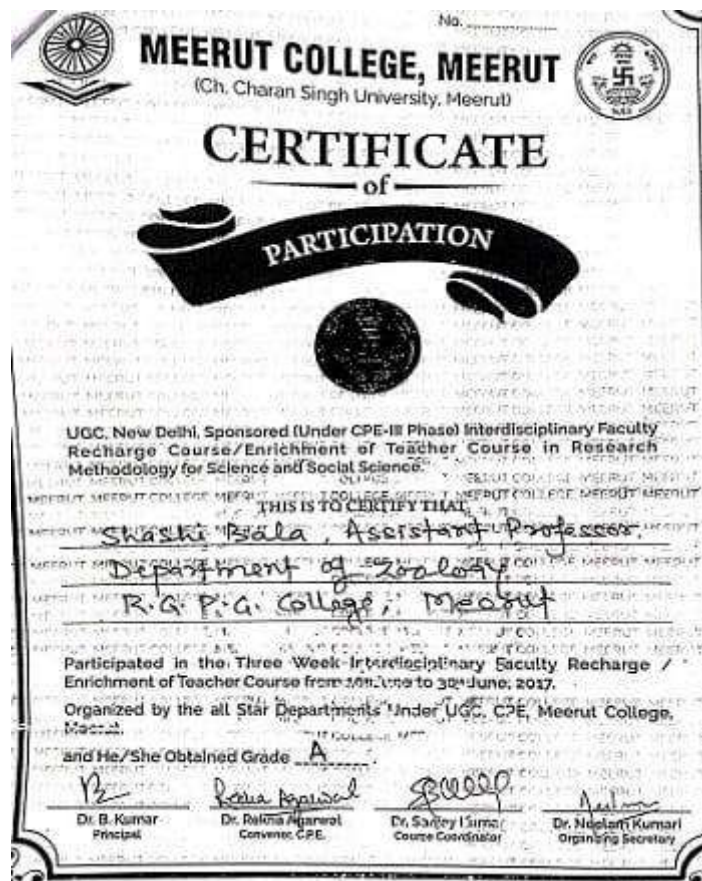 No.
MEERUT COLLEGE, MEERUT
(Ch. Charan Singh University, Meerut)
CERTIFICATE
of
PARTICIPATION
UGC, New Delhi, Sponsored (Under CPE-III Phase) Interdisciplinary Faculty
Recharge Course/Enrichment of Teacher Course in Research
Methodology for Science and Social Science.
THIS IS TO CERTIFY THAT
Shashi Bala, Assistant Professor.
Department of Zoology
R.G. P.G. College, Meerut
Participated in the Three Week Interdisciplinary Faculty Recharge /
Enrichment of Teacher Course from June to 30th June, 2017.
Organized by the all Star Departments Under UGC, CPE, Meerut College,
Meerut
and He/She Obtained Grade A
Dr. B. Kumar
Principal
Rekha Agarwal
Dr. Rekha Agarwal
Convener C.P.E.
Dr. Sanjay Kumar
Course Coordinator
Neelam
Dr. Neelam Kumari
Organizing Secretary